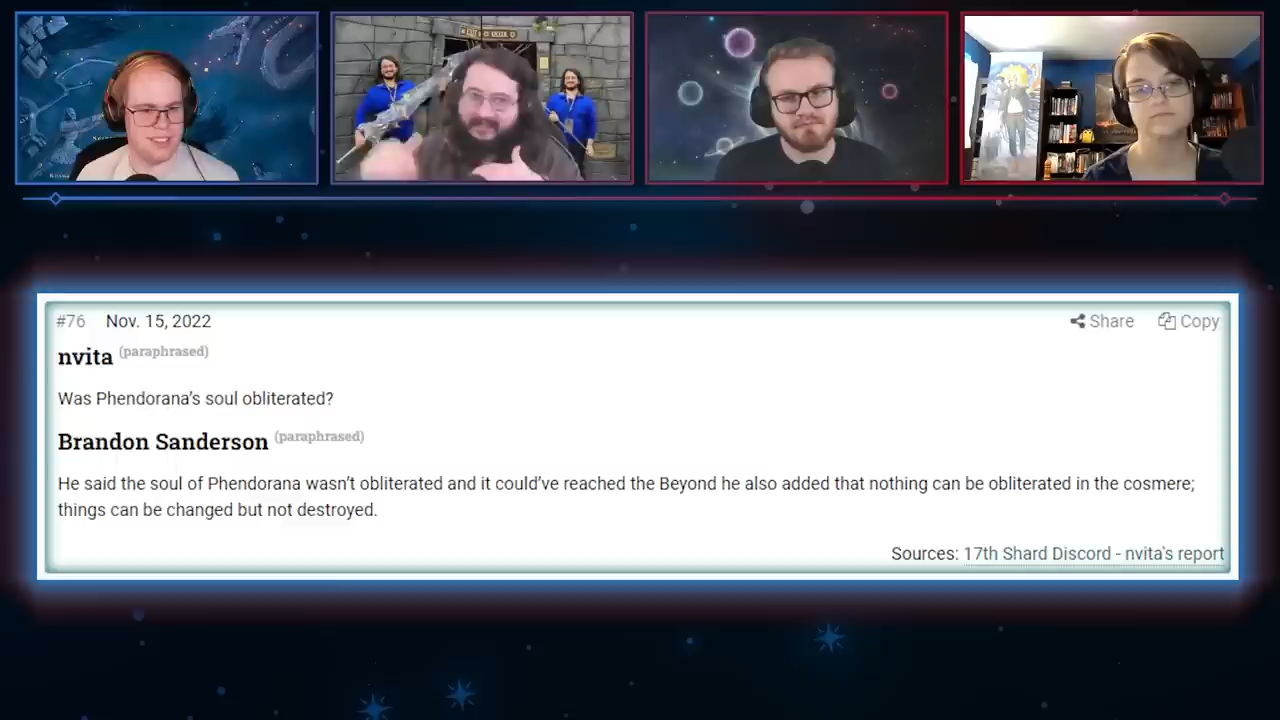 #76 Nov. 15, 2022 Share Copy
nvita (paraphrased)
Was Phendorana's soul obliterated?
Brandon Sanderson (paraphrased)
He said the soul of Phendorana wasn't obliterated and it could've reached the Beyond he also added that nothing can be obliterated in the cosmere;
things can be changed but not destroyed.
Sources: 17th Shard Discord - nvita's report